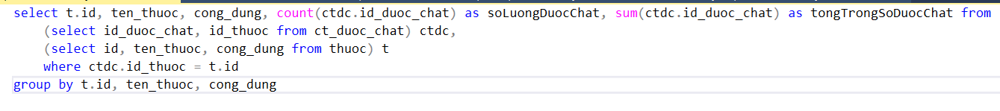 select t.id, ten_thuoc, cong_dung, count(ctdc.id_duoc_chat) as soLuongDuocChat, sum(ctdc.id_duoc_chat) as tongTrongSoDuocChat from
(select id_duoc_chat, id_thuoc from ct_duoc_chat) ctdc,
(select id, ten_thuoc, cong_dung from thuoc) t
where ctdc.id_thuoc = t.id
group by t.id, ten_thuoc, cong_dung